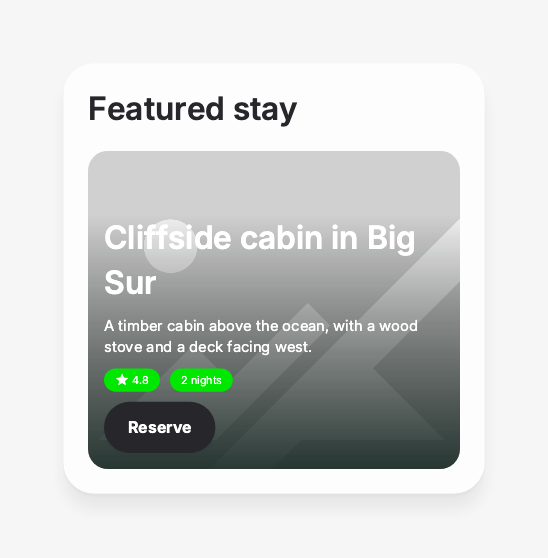 Featured stay
Cliffside cabin in Big
Sur
A timber cabin above the ocean, with a wood
stove and a deck facing west.
★ 4.8
2 nights
Reserve